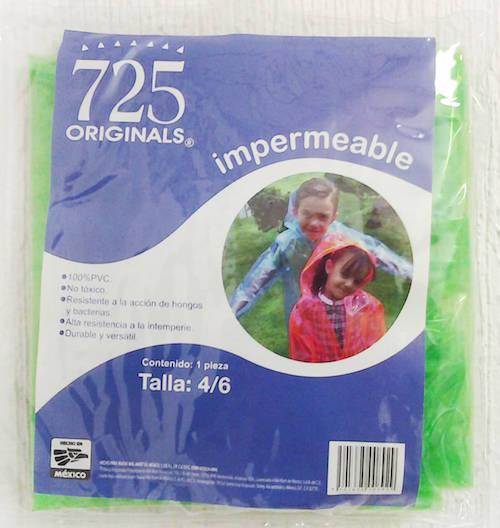 725
ORIGINALS®
impermeable
100%PVC.
No tóxico.
Resistente a la acción de hongos
y bacterias.
Alta resistencia a la intemperie.
Durable y versátil.
Contenido: 1 pieza
Talla: 4/6
HECHO EN
MÉXICO